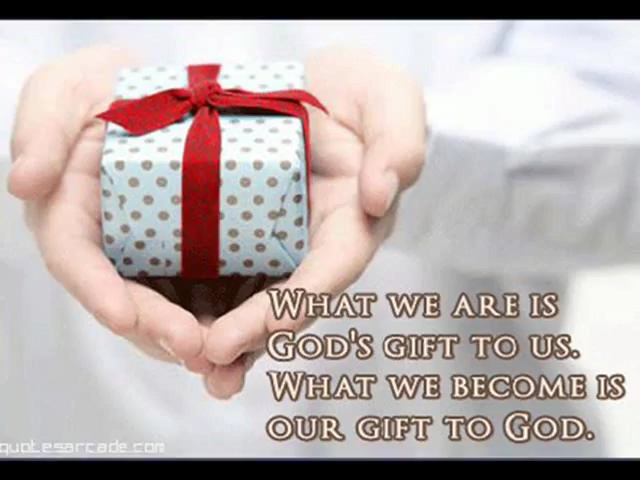 What we are is
God's gift to us.
What we become is
our gift to God.
quotesarcade.com